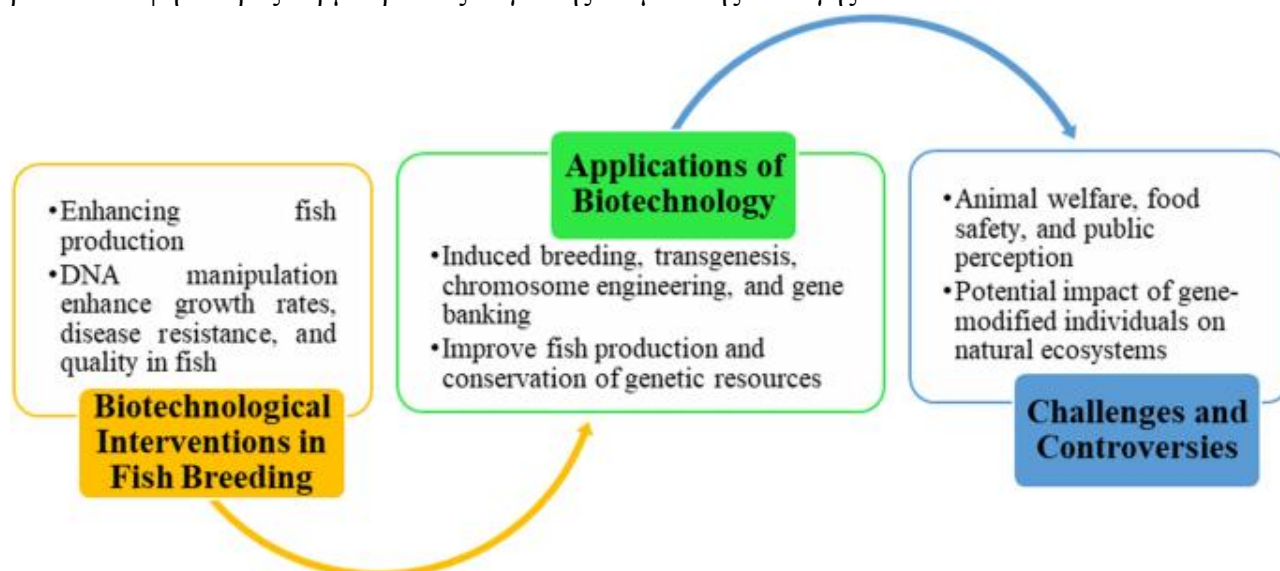 •Enhancing fish
production
•DNA manipulation
enhance growth rates,
disease resistance, and
quality in fish
Biotechnological
Interventions in
Fish Breeding
Applications of
Biotechnology
•Induced breeding, transgenesis,
chromosome engineering, and gene
banking
•Improve fish production and
conservation of genetic resources
•Animal welfare, food
safety, and public
perception
•Potential impact of gene-
modified individuals on
natural ecosystems
Challenges and
Controversies